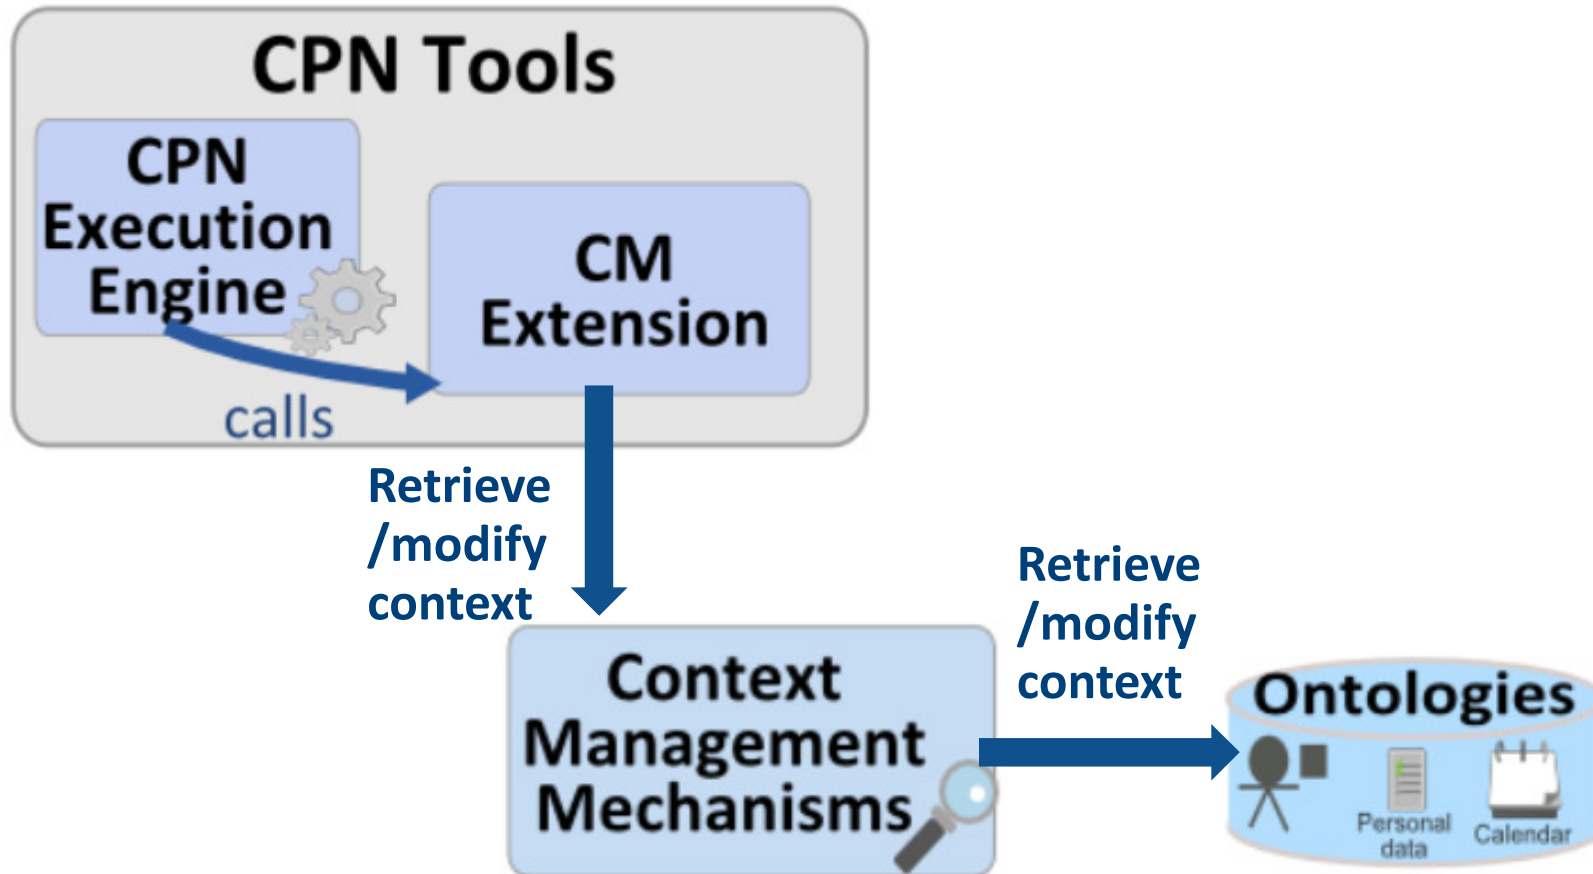 CPN Tools
CPN
Execution
Engine
CM
Extension
calls
Retrieve
/modify
context
Retrieve
/modify
context
Context
Management
Mechanisms
Ontologies
Personal
data
Calendar